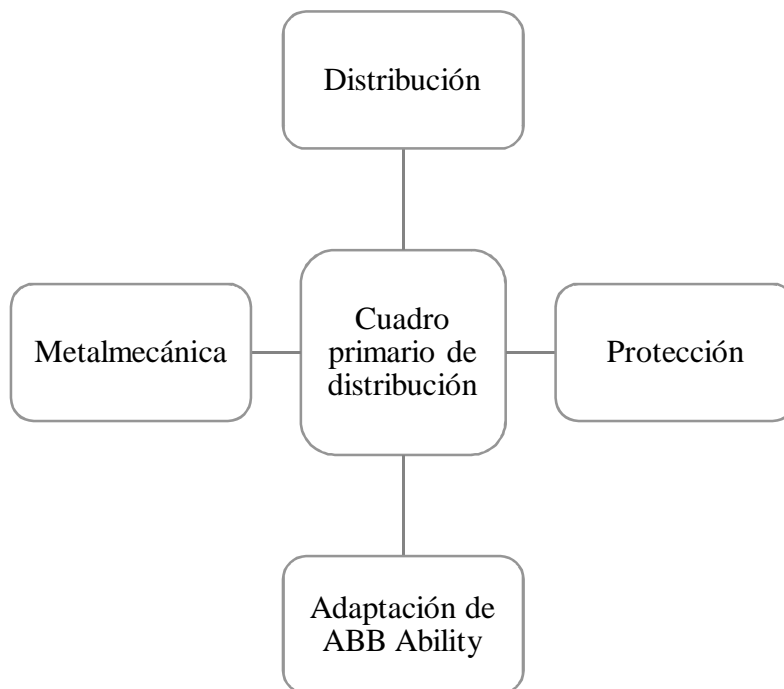 Distribución
Metalmecánica
Cuadro
primario de
distribución
Protección
Adaptación de
ABB Ability